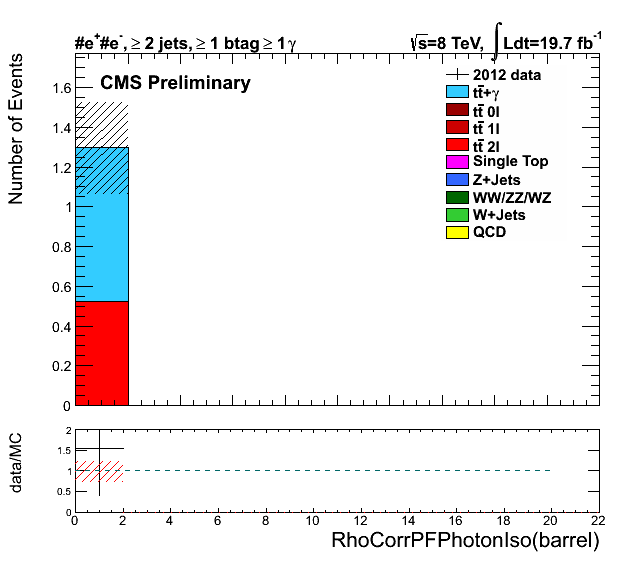 #e⁺#e⁻, ≥ 2 jets, ≥ 1 btag ≥ 1 γ
√s=8 TeV, ∫ Ldt=19.7 fb⁻¹
CMS Preliminary
2012 data
tt̄+γ
tt̄ 0l
tt̄ 1l
tt̄ 2l
Single Top
Z+Jets
WW/ZZ/WZ
W+Jets
QCD
Number of Events
1.6
1.4
1.2
1
0.8
0.6
0.4
0.2
0
data/MC
2
1.5
1
0.5
0
0 2 4 6 8 10 12 14 16 18 20 22
RhoCorrPFPhotonIso(barrel)